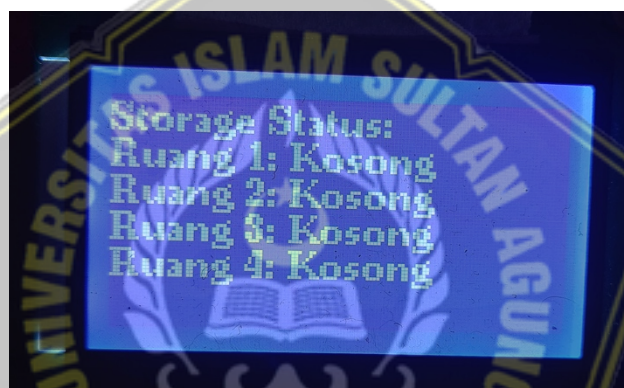 Storage Status:
Ruang 1: Kosong
Ruang 2: Kosong
Ruang 3: Kosong
Ruang 4: Kosong
UNIVERSITAS ISLAM SULTAN AGUNG